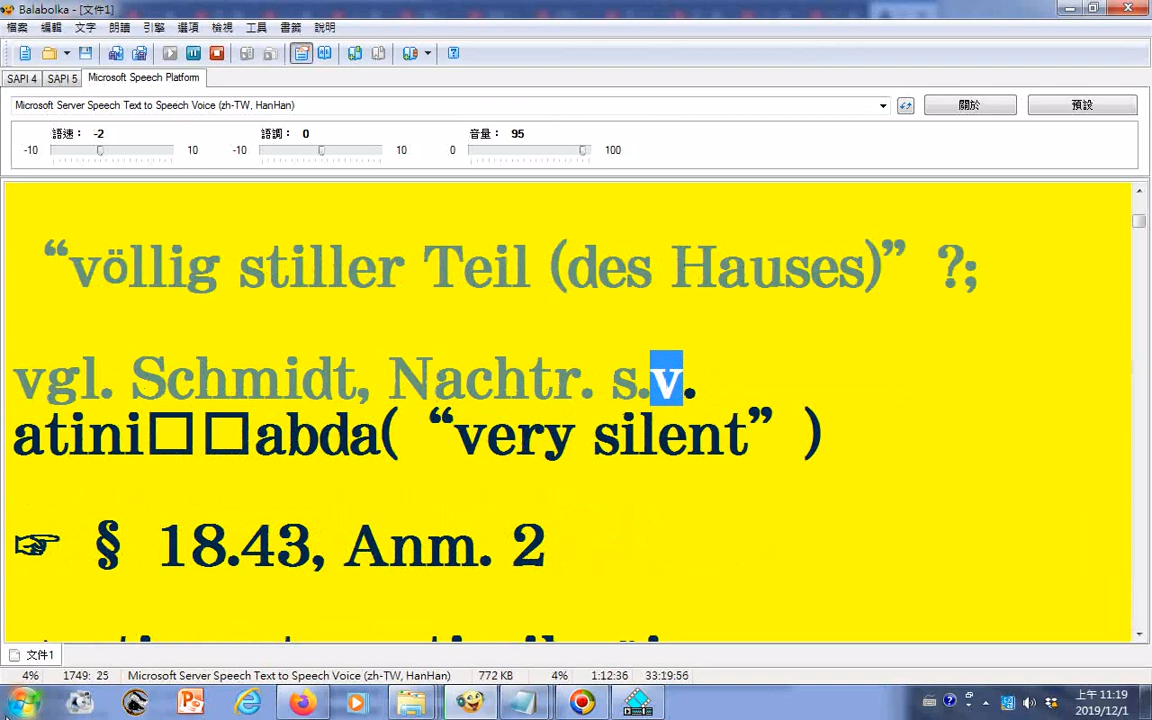 Balabolka - [文件1]
檔案 編輯 文字 朗讀 引擎 選項 檢視 工具 書籤 說明
SAPI 4 SAPI 5 Microsoft Speech Platform
Microsoft Server Speech Text to Speech Voice (zh-TW, HanHan) 關於 預設
語速： -2 語調： 0 音量： 95
-10 10 -10 10 0 100
“völlig stiller Teil (des Hauses)” ?;
vgl. Schmidt, Nachtr. s.v.
atini□□abda( “very silent” )
☞ § 18.43, Anm. 2
文件1
4% 1749: 25 Microsoft Server Speech Text to Speech Voice (zh-TW, HanHan) 772 KB 4% 1:12:36 33:19:56
上午 11:19
2019/12/1